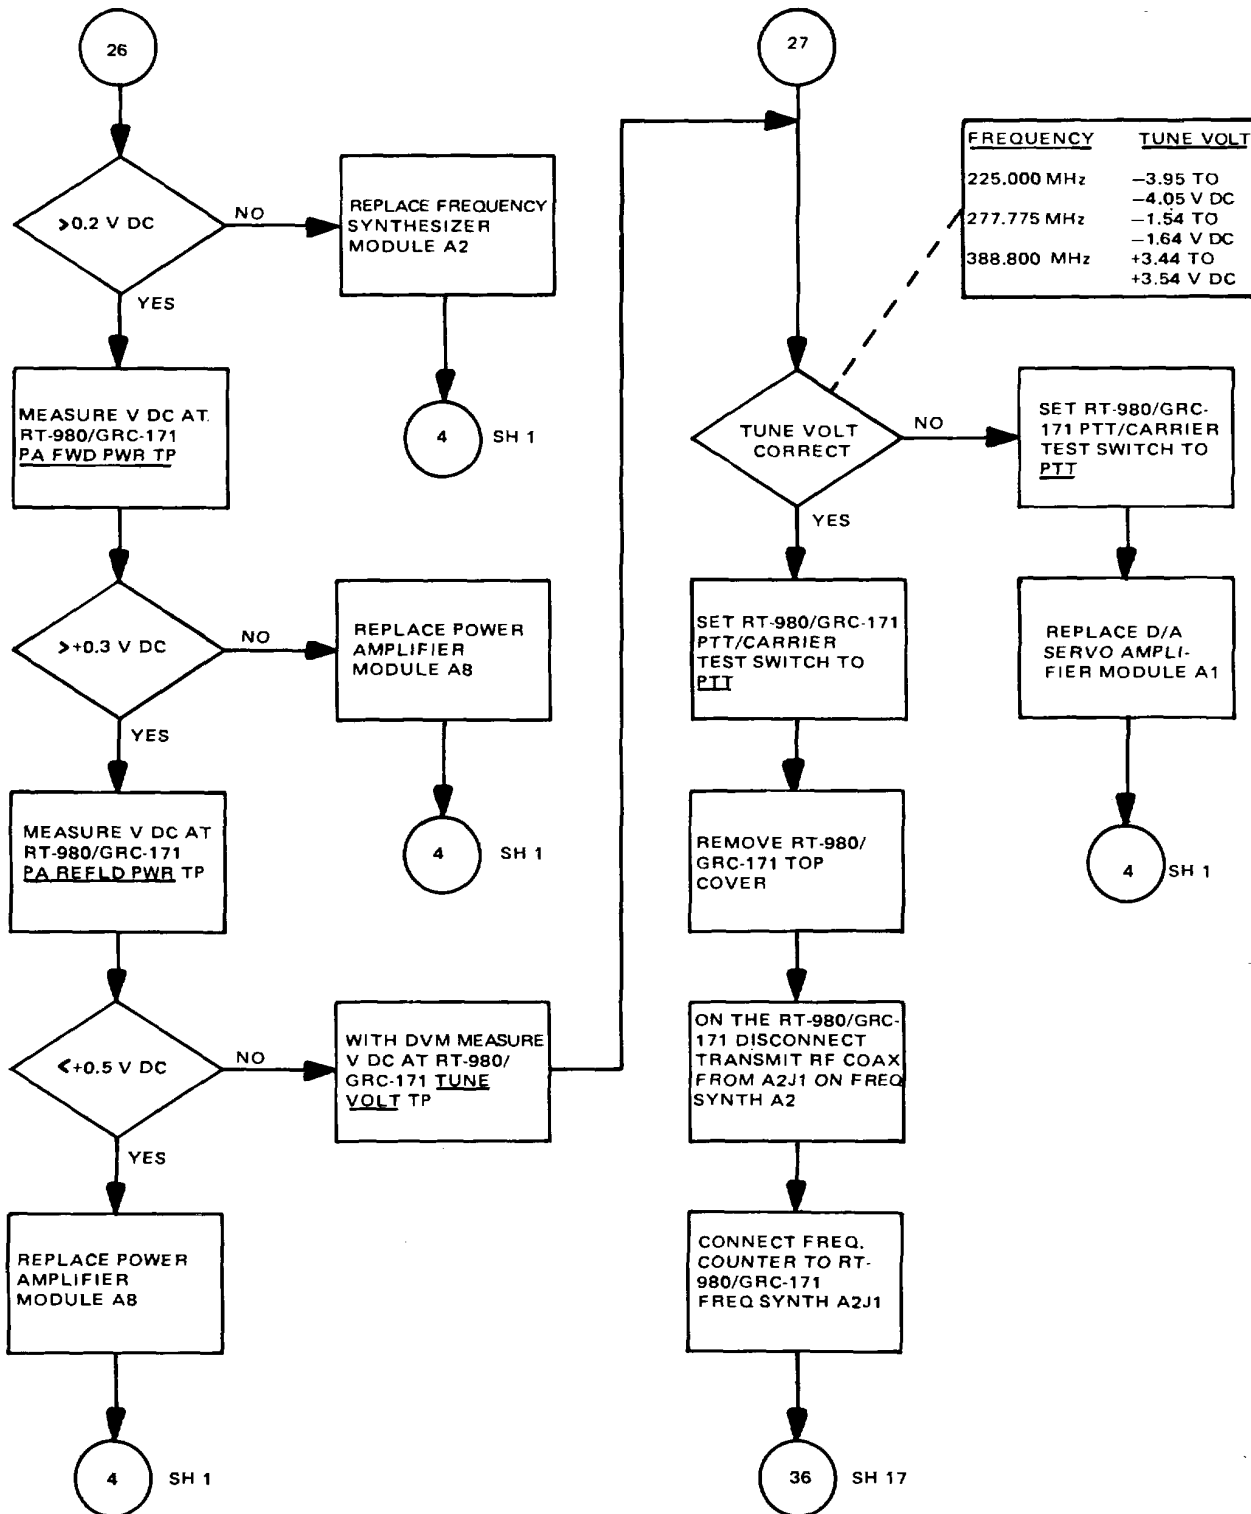 26
>0.2 V DC
NO
YES
REPLACE FREQUENCY
SYNTHESIZER
MODULE A2
4
SH 1
MEASURE V DC AT
RT-980/GRC-171
PA FWD PWR TP
>+0.3 V DC
NO
YES
REPLACE POWER
AMPLIFIER
MODULE A8
4
SH 1
MEASURE V DC AT
RT-980/GRC-171
PA REFLD PWR TP
<+0.5 V DC
NO
YES
WITH DVM MEASURE
V DC AT RT-980/
GRC-171 TUNE
VOLT TP
REPLACE POWER
AMPLIFIER
MODULE A8
4
SH 1
27
FREQUENCY TUNE VOLT
225.000 MHz -3.95 TO
-4.05 V DC
277.775 MHz -1.54 TO
-1.64 V DC
388.800 MHz +3.44 TO
+3.54 V DC
TUNE VOLT
CORRECT
NO
YES
SET RT-980/GRC-
171 PTT/CARRIER
TEST SWITCH TO
PTT
REPLACE D/A
SERVO AMPLI-
FIER MODULE A1
4
SH 1
SET RT-980/GRC-171
PTT/CARRIER
TEST SWITCH TO
PTT
REMOVE RT-980/
GRC-171 TOP
COVER
ON THE RT-980/GRC-
171 DISCONNECT
TRANSMIT RF COAX
FROM A2J1 ON FREQ
SYNTH A2
CONNECT FREQ.
COUNTER TO RT-
980/GRC-171
FREQ SYNTH A2J1
36
SH 17